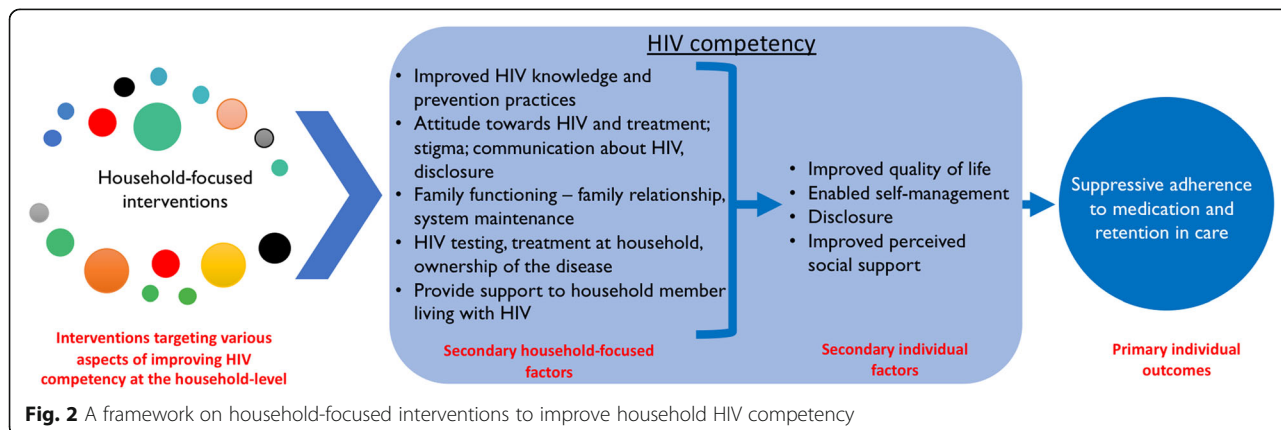 HIV competency
Household-focused
interventions
Interventions targeting various
aspects of improving HIV
competency at the household-level
• Improved HIV knowledge and
prevention practices
• Attitude towards HIV and treatment;
stigma; communication about HIV,
disclosure
• Family functioning – family relationship,
system maintenance
• HIV testing, treatment at household,
ownership of the disease
• Provide support to household member
living with HIV
Secondary household-focused
factors
• Improved quality of life
• Enabled self-management
• Disclosure
• Improved perceived
social support
Secondary individual
factors
Suppressive adherence
to medication and
retention in care
Primary individual
outcomes
Fig. 2 A framework on household-focused interventions to improve household HIV competency